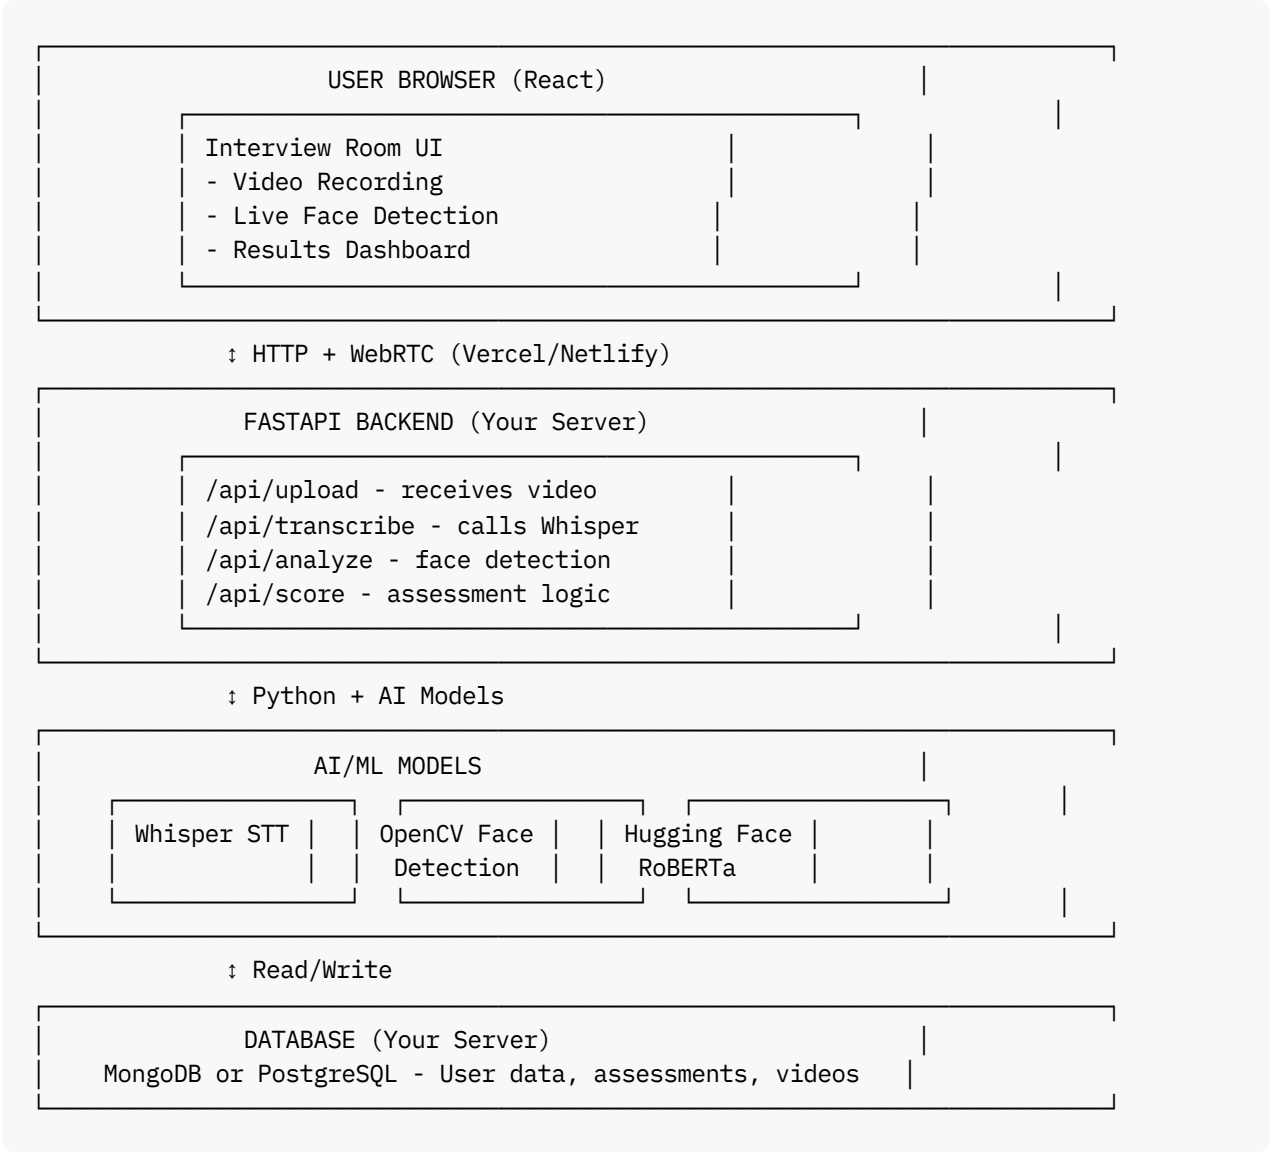 USER BROWSER (React)
Interview Room UI
- Video Recording
- Live Face Detection
- Results Dashboard
↕ HTTP + WebRTC (Vercel/Netlify)
FASTAPI BACKEND (Your Server)
/api/upload - receives video
/api/transcribe - calls Whisper
/api/analyze - face detection
/api/score - assessment logic
↕ Python + AI Models
AI/ML MODELS
Whisper STT OpenCV Face Hugging Face
Detection RoBERTa
↕ Read/Write
DATABASE (Your Server)
MongoDB or PostgreSQL - User data, assessments, videos